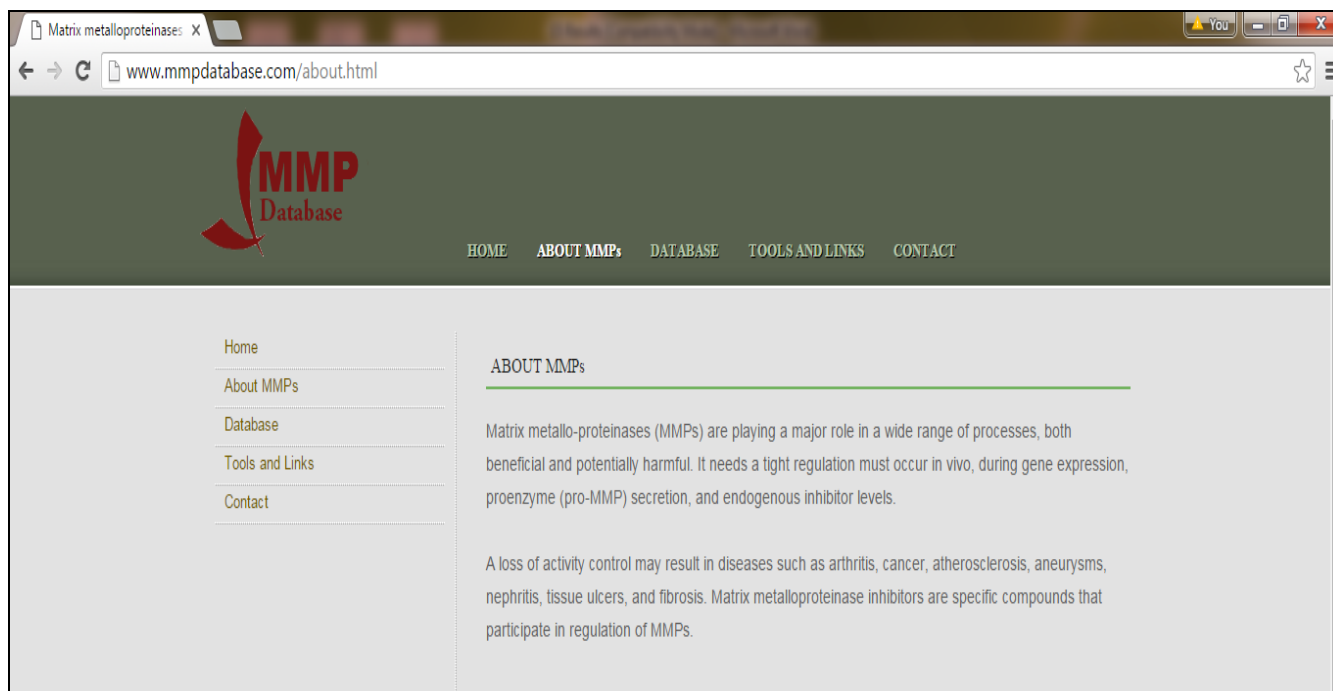 Matrix metalloproteinases
You
www.mmpdatabase.com/about.html
MMP
Database
HOME ABOUT MMPs DATABASE TOOLS AND LINKS CONTACT
Home
About MMPs
Database
Tools and Links
Contact
ABOUT MMPs
Matrix metallo-proteinases (MMPs) are playing a major role in a wide range of processes, both
beneficial and potentially harmful. It needs a tight regulation must occur in vivo, during gene expression,
proenzyme (pro-MMP) secretion, and endogenous inhibitor levels.
A loss of activity control may result in diseases such as arthritis, cancer, atherosclerosis, aneurysms,
nephritis, tissue ulcers, and fibrosis. Matrix metalloproteinase inhibitors are specific compounds that
participate in regulation of MMPs.